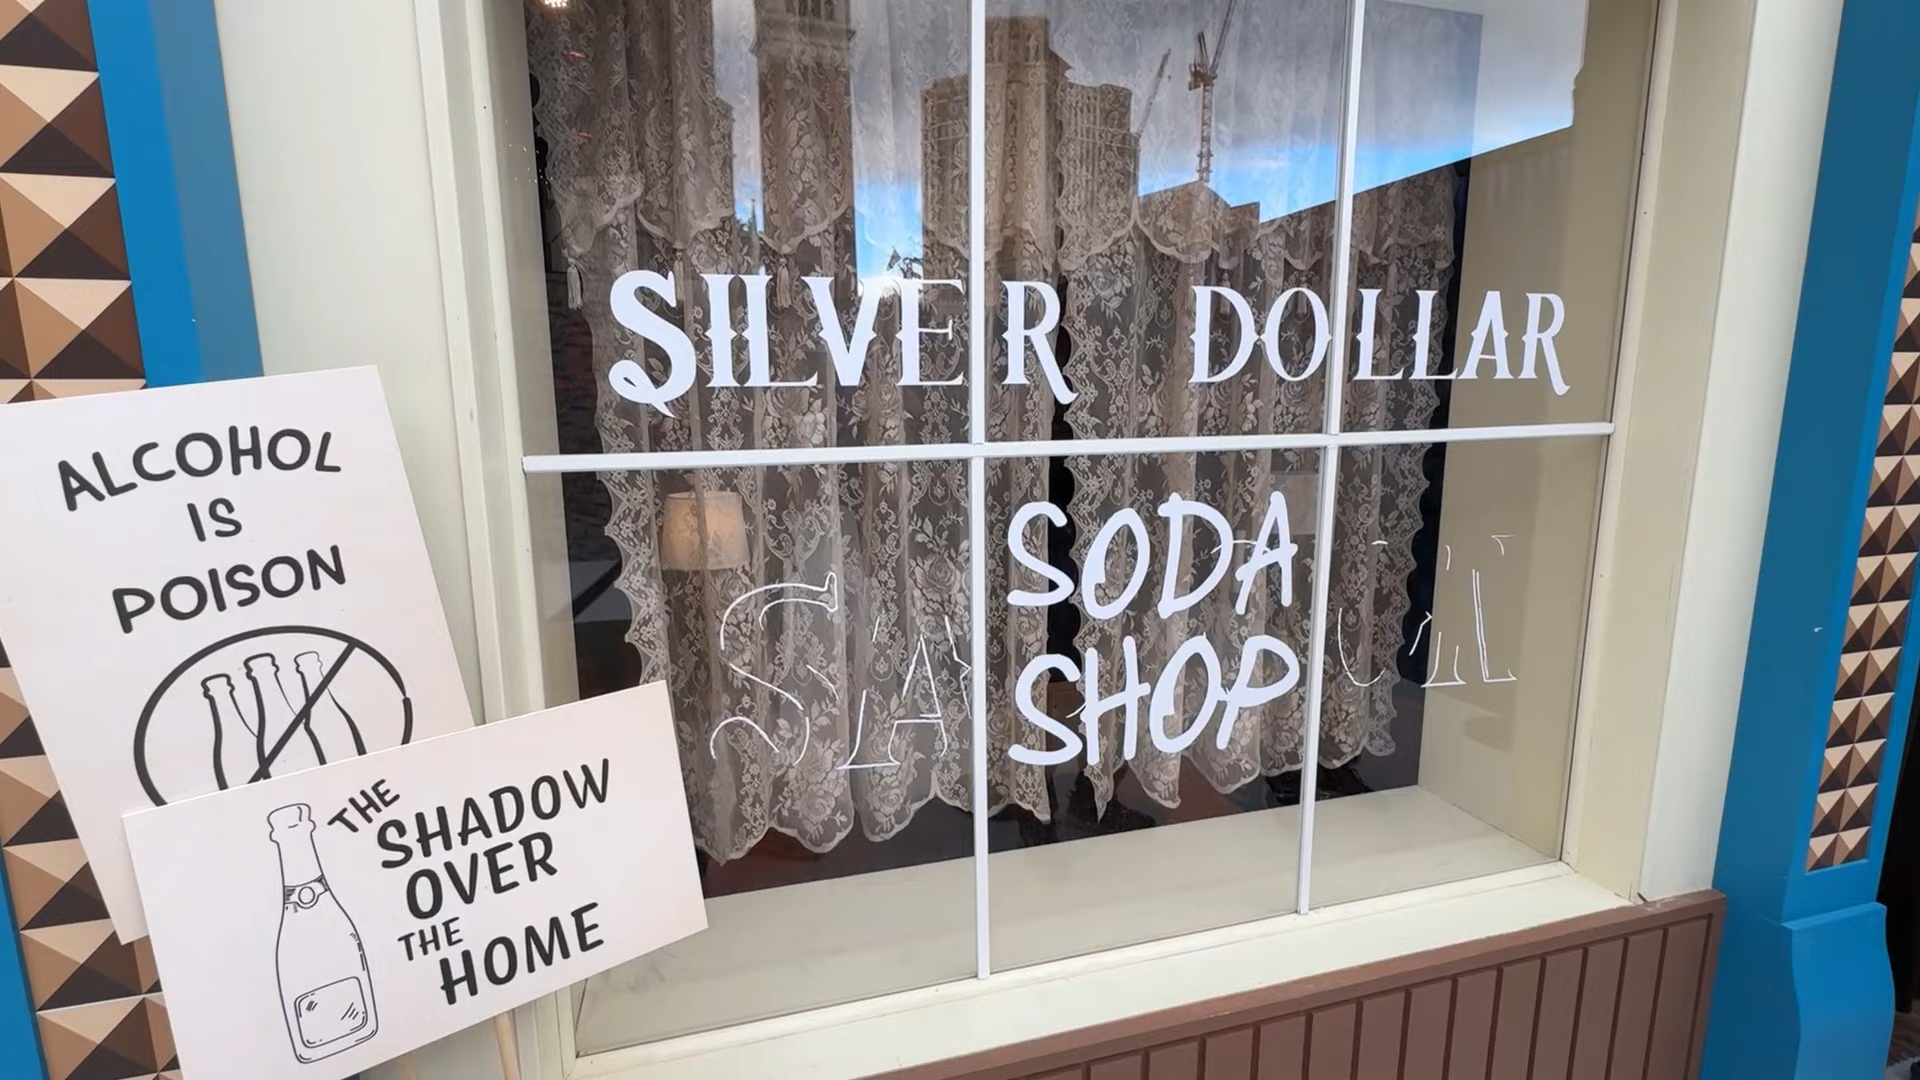 SILVER DOLLAR
SODA
SHOP
ALCOHOL
IS
POISON
THE
SHADOW
OVER
THE
HOME